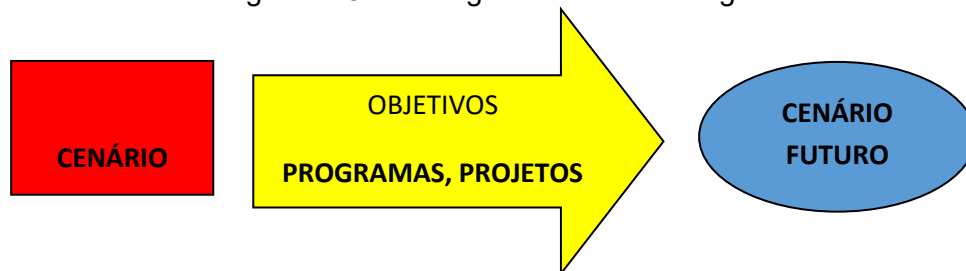 CENÁRIO
OBJETIVOS
PROGRAMAS, PROJETOS
CENÁRIO
FUTURO